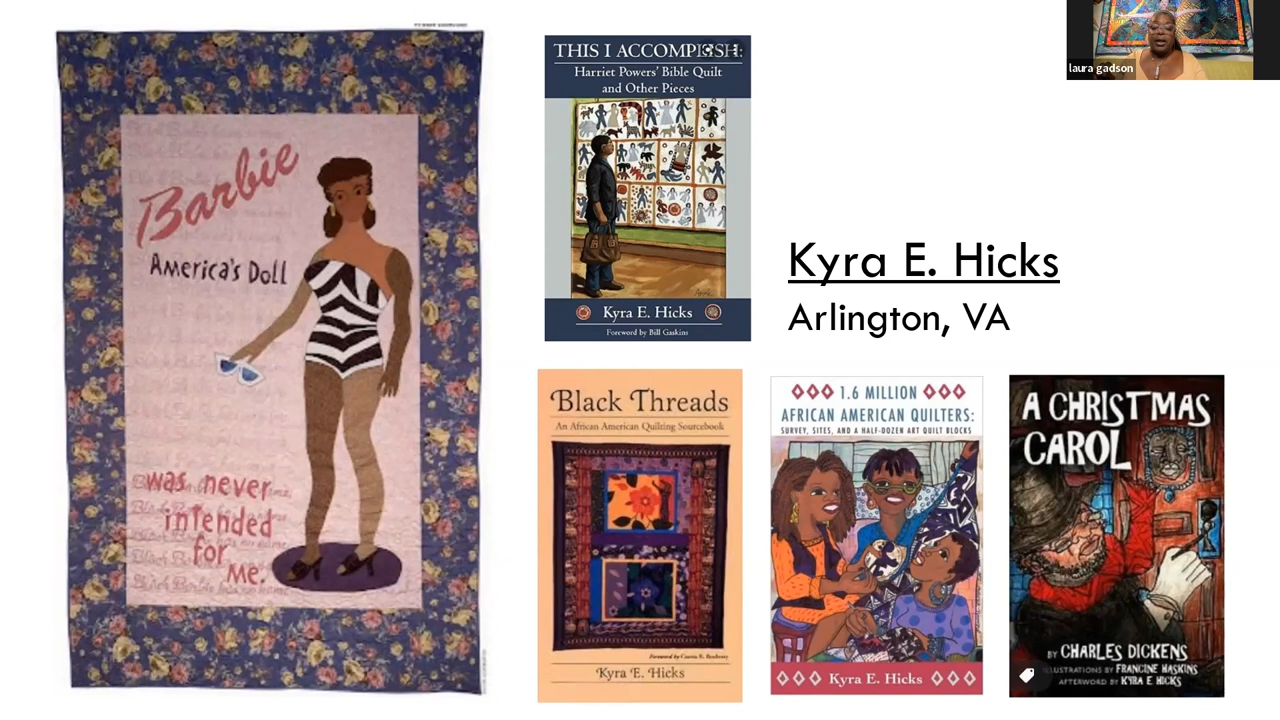 Barbie
America's Doll
was never
intended
for
me.
THIS I ACCOMPLISH:
Harriet Powers' Bible Quilt
and Other Pieces
Kyra E. Hicks
Foreword by Bill Gaskins
laura gadson
Kyra E. Hicks
Arlington, VA
Black Threads
An African American Quilting Sourcebook
Kyra E. Hicks
1.6 MILLION
AFRICAN AMERICAN QUILTERS:
SURVEY, SITES, AND A HALF-DOZEN ART QUILT BLOCKS
Kyra E. Hicks
A CHRISTMAS
CAROL
BY CHARLES DICKENS
ILLUSTRATIONS BY FRANCINE HASKINS
AFTERWORD BY KYRA E. HICKS